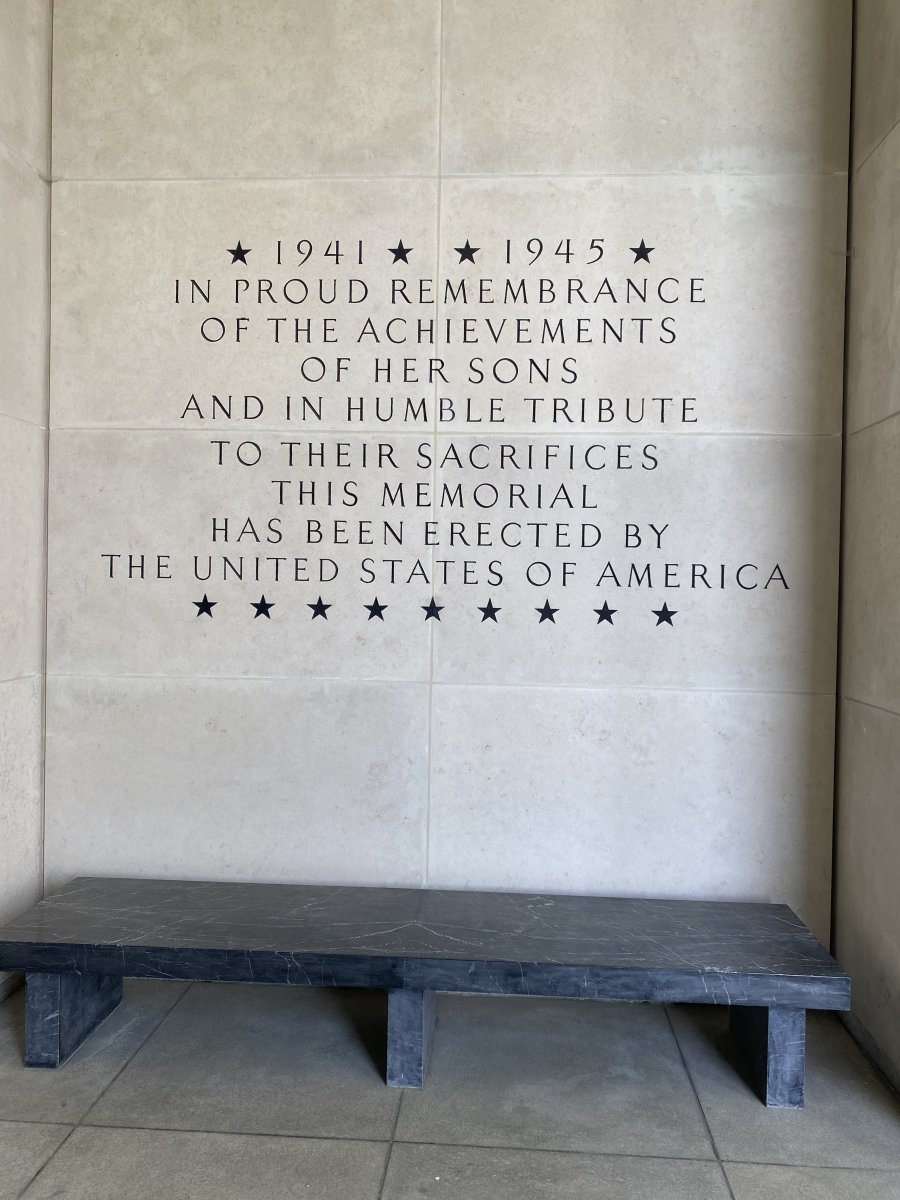 ★ 1941 ★ ★ 1945 ★
IN PROUD REMEMBRANCE
OF THE ACHIEVEMENTS
OF HER SONS
AND IN HUMBLE TRIBUTE
TO THEIR SACRIFICES
THIS MEMORIAL
HAS BEEN ERECTED BY
THE UNITED STATES OF AMERICA
★ ★ ★ ★ ★ ★ ★ ★ ★